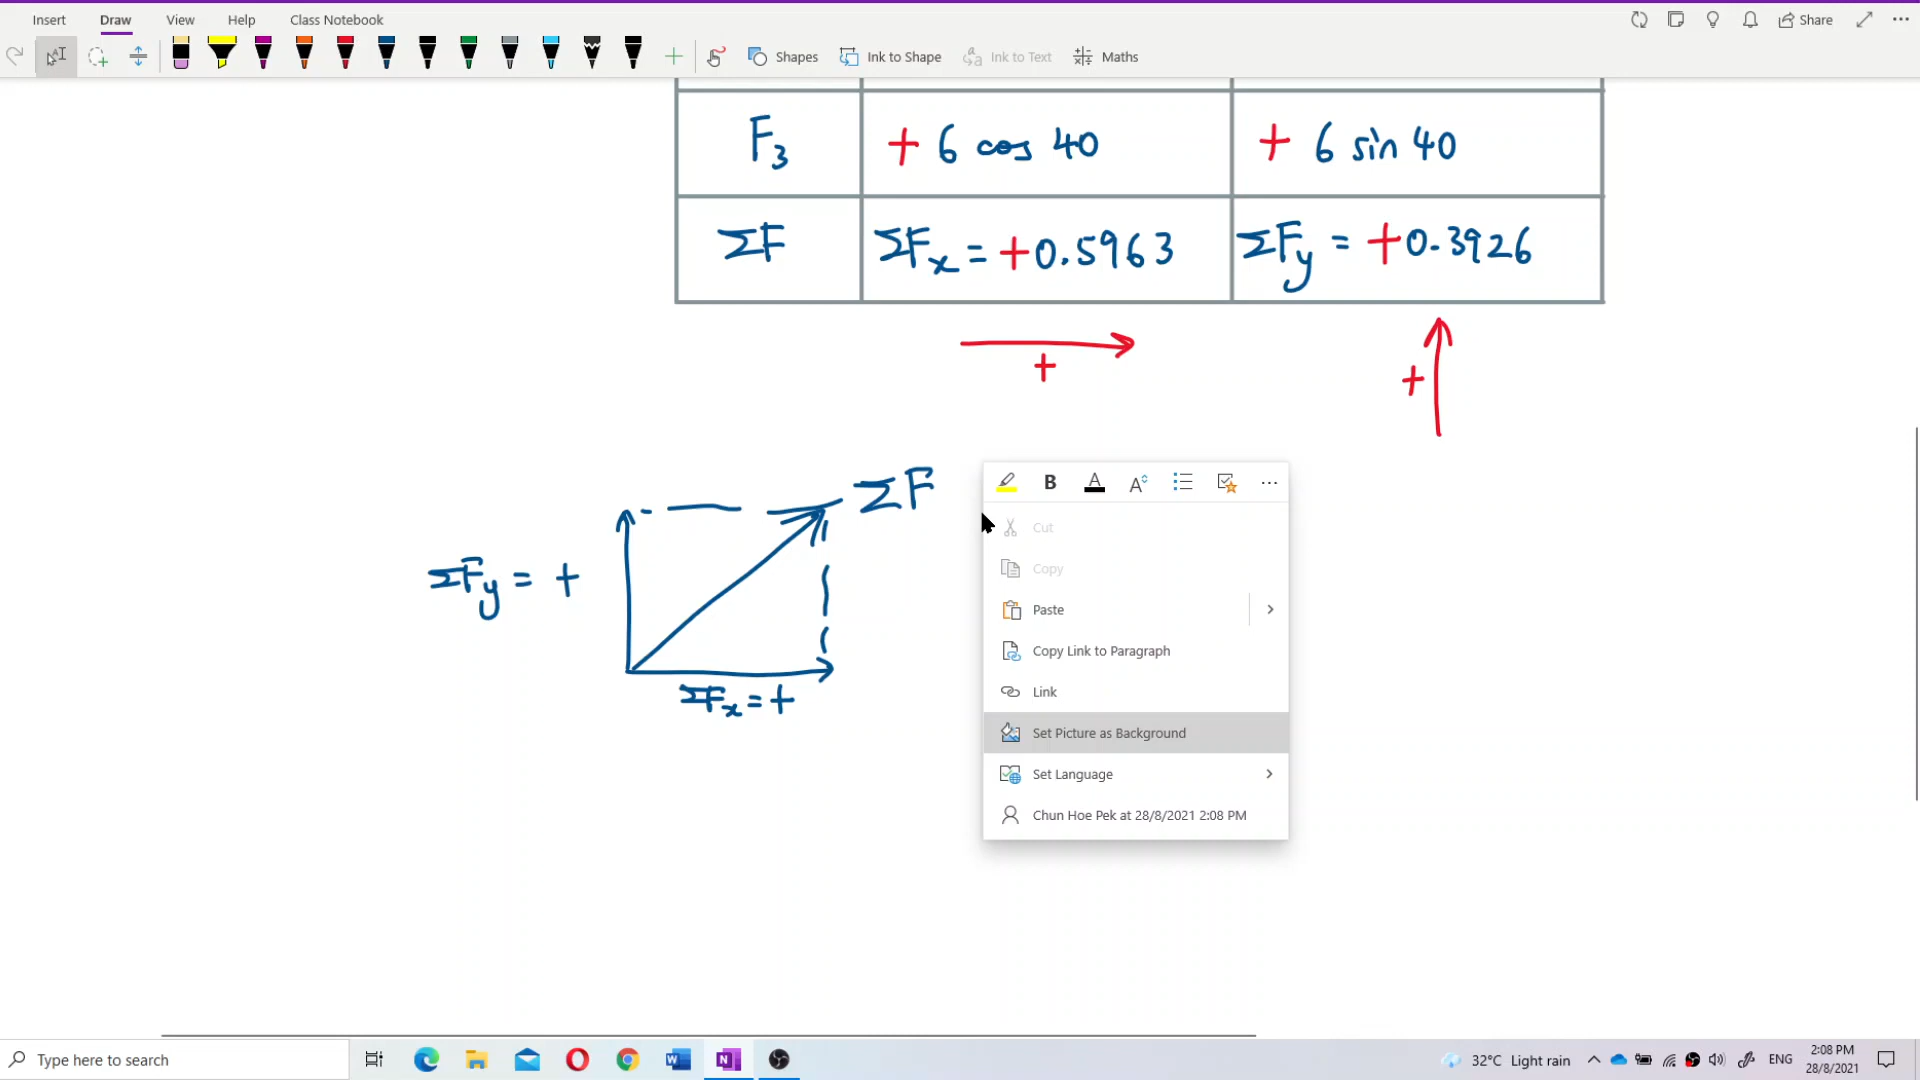 Insert Draw View Help Class Notebook Share
Shapes Ink to Shape Ink to Text Maths
F3 + 6 cos 40 + 6 sin 40
ΣF ΣFx = +0.5963 ΣFy = +0.3926
+
+
ΣF
ΣFy = +
ΣFx = +
B A A
Cut
Copy
Paste
Copy Link to Paragraph
Link
Set Picture as Background
Set Language
Chun Hoe Pek at 28/8/2021 2:08 PM
Type here to search
32°C Light rain
ENG
2:08 PM
28/8/2021